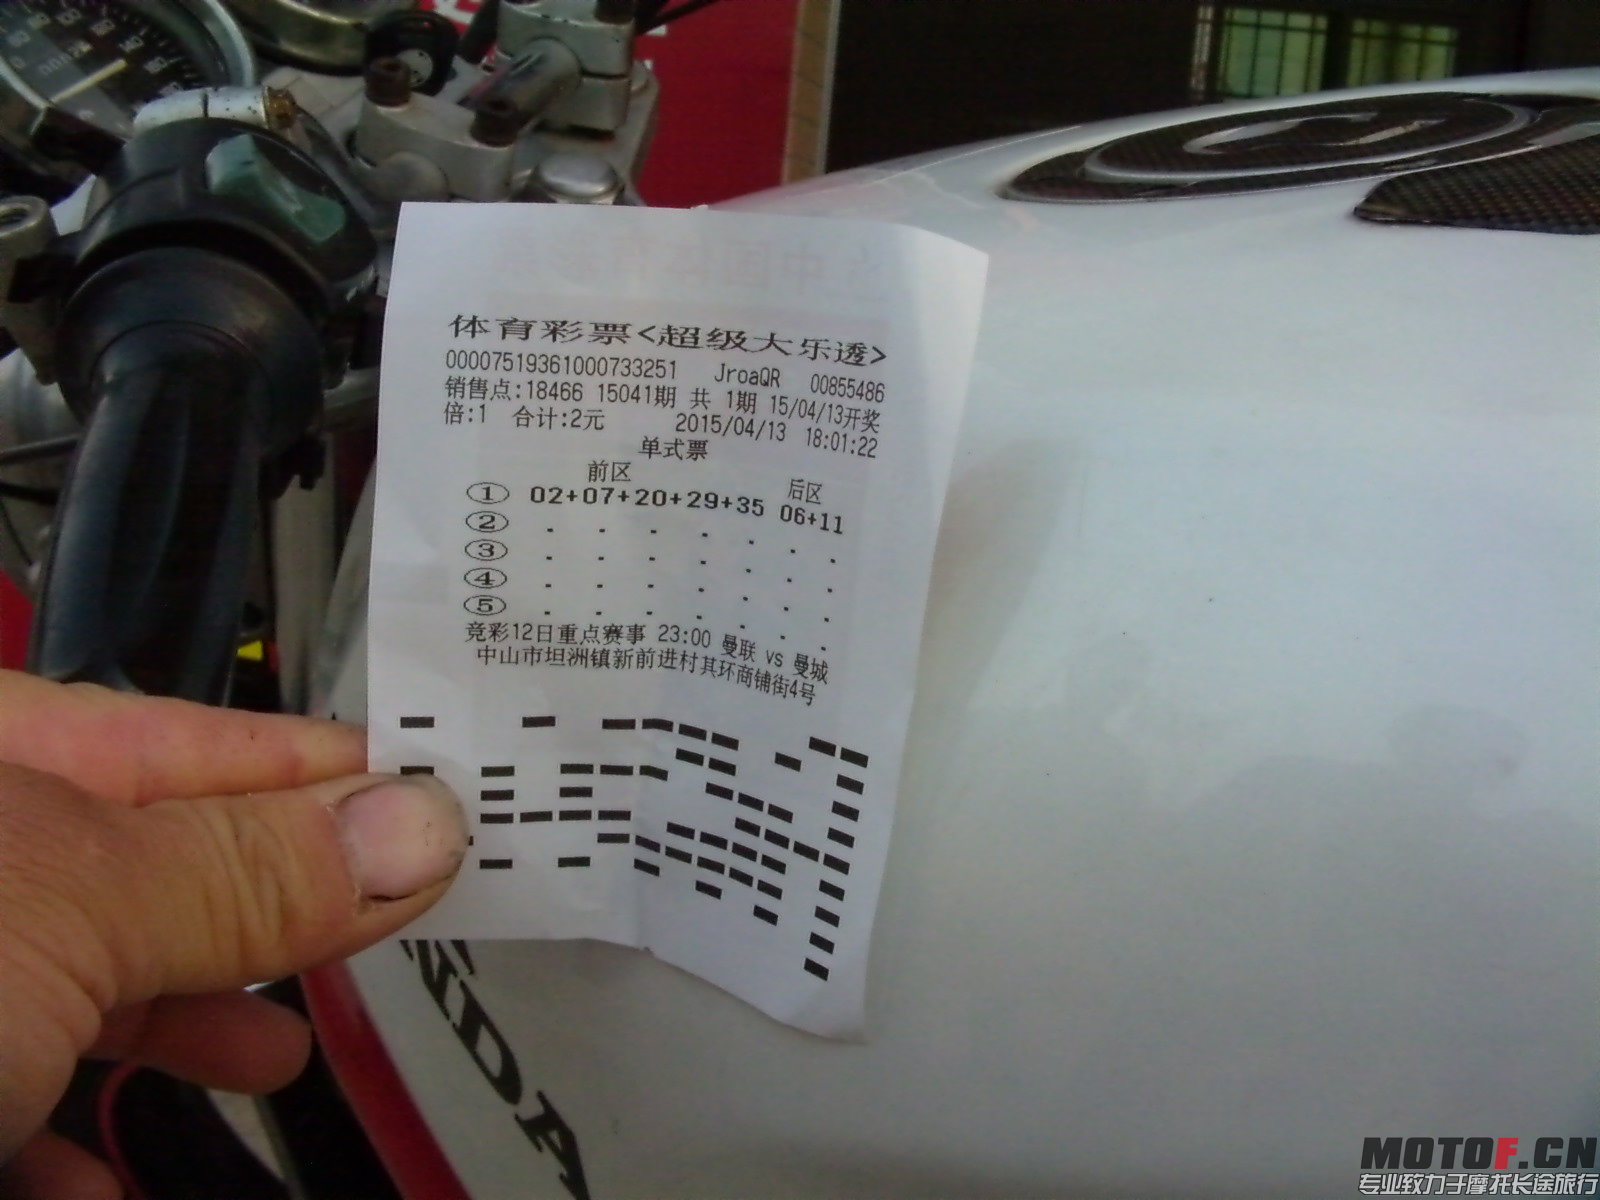 体育彩票<超级大乐透>
00007519361000733251 JroaQR 00855486
销售点:18466 15041期 共 1期 15/04/13开奖
倍:1 合计:2元 2015/04/13 18:01:22
单式票
前区 后区
① 02+07+20+29+35 06+11
② . . . . . . .
③ . . . . . . .
④ . . . . . . .
⑤ . . . . . . .
竞彩12日重点赛事 23:00 曼联 vs 曼城
中山市坦洲镇新前进村其环商铺街4号
NDA
MOTOF.CN
专业致力于摩托长途旅行